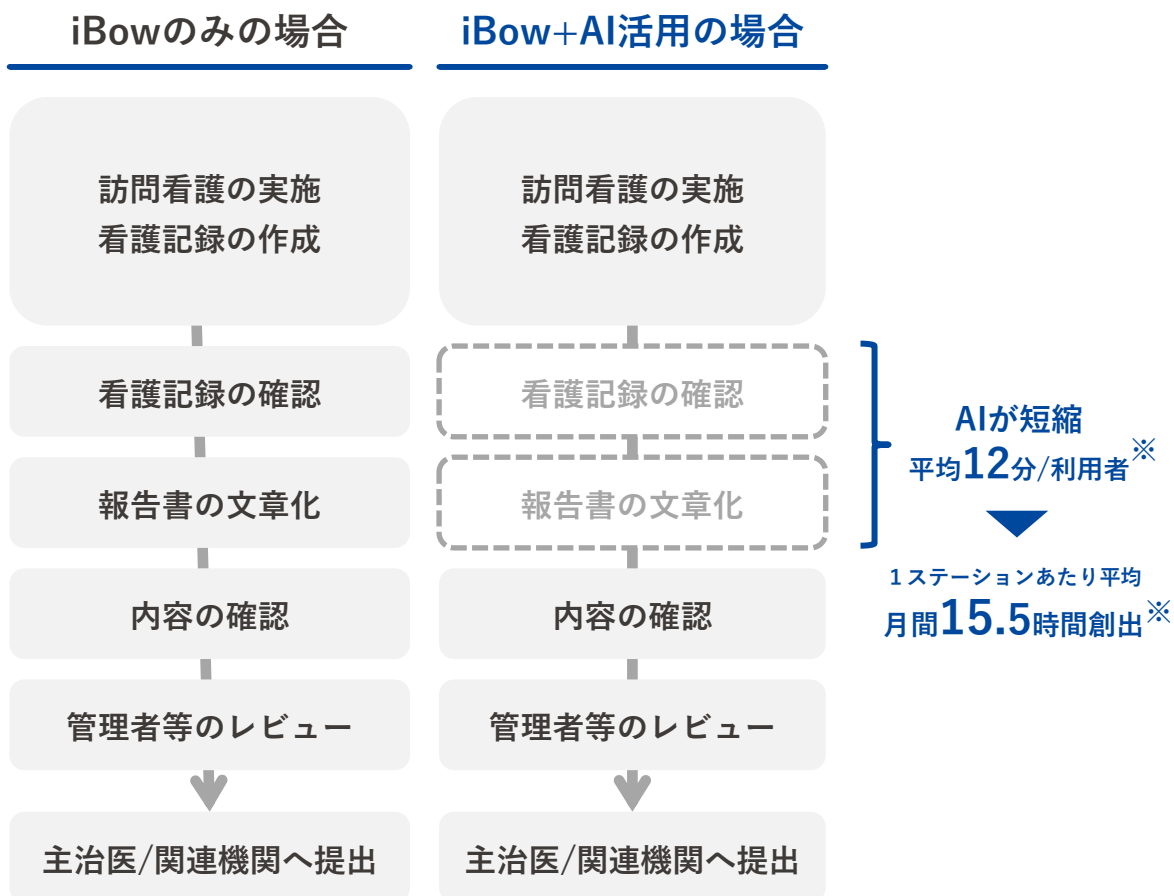 iBowのみの場合
訪問看護の実施
看護記録の作成
看護記録の確認
報告書の文章化
内容の確認
管理者等のレビュー
主治医/関連機関へ提出
iBow+AI活用の場合
訪問看護の実施
看護記録の作成
看護記録の確認
報告書の文章化
内容の確認
管理者等のレビュー
主治医/関連機関へ提出
AIが短縮
平均12分/利用者※
1ステーションあたり平均
月間15.5時間創出※